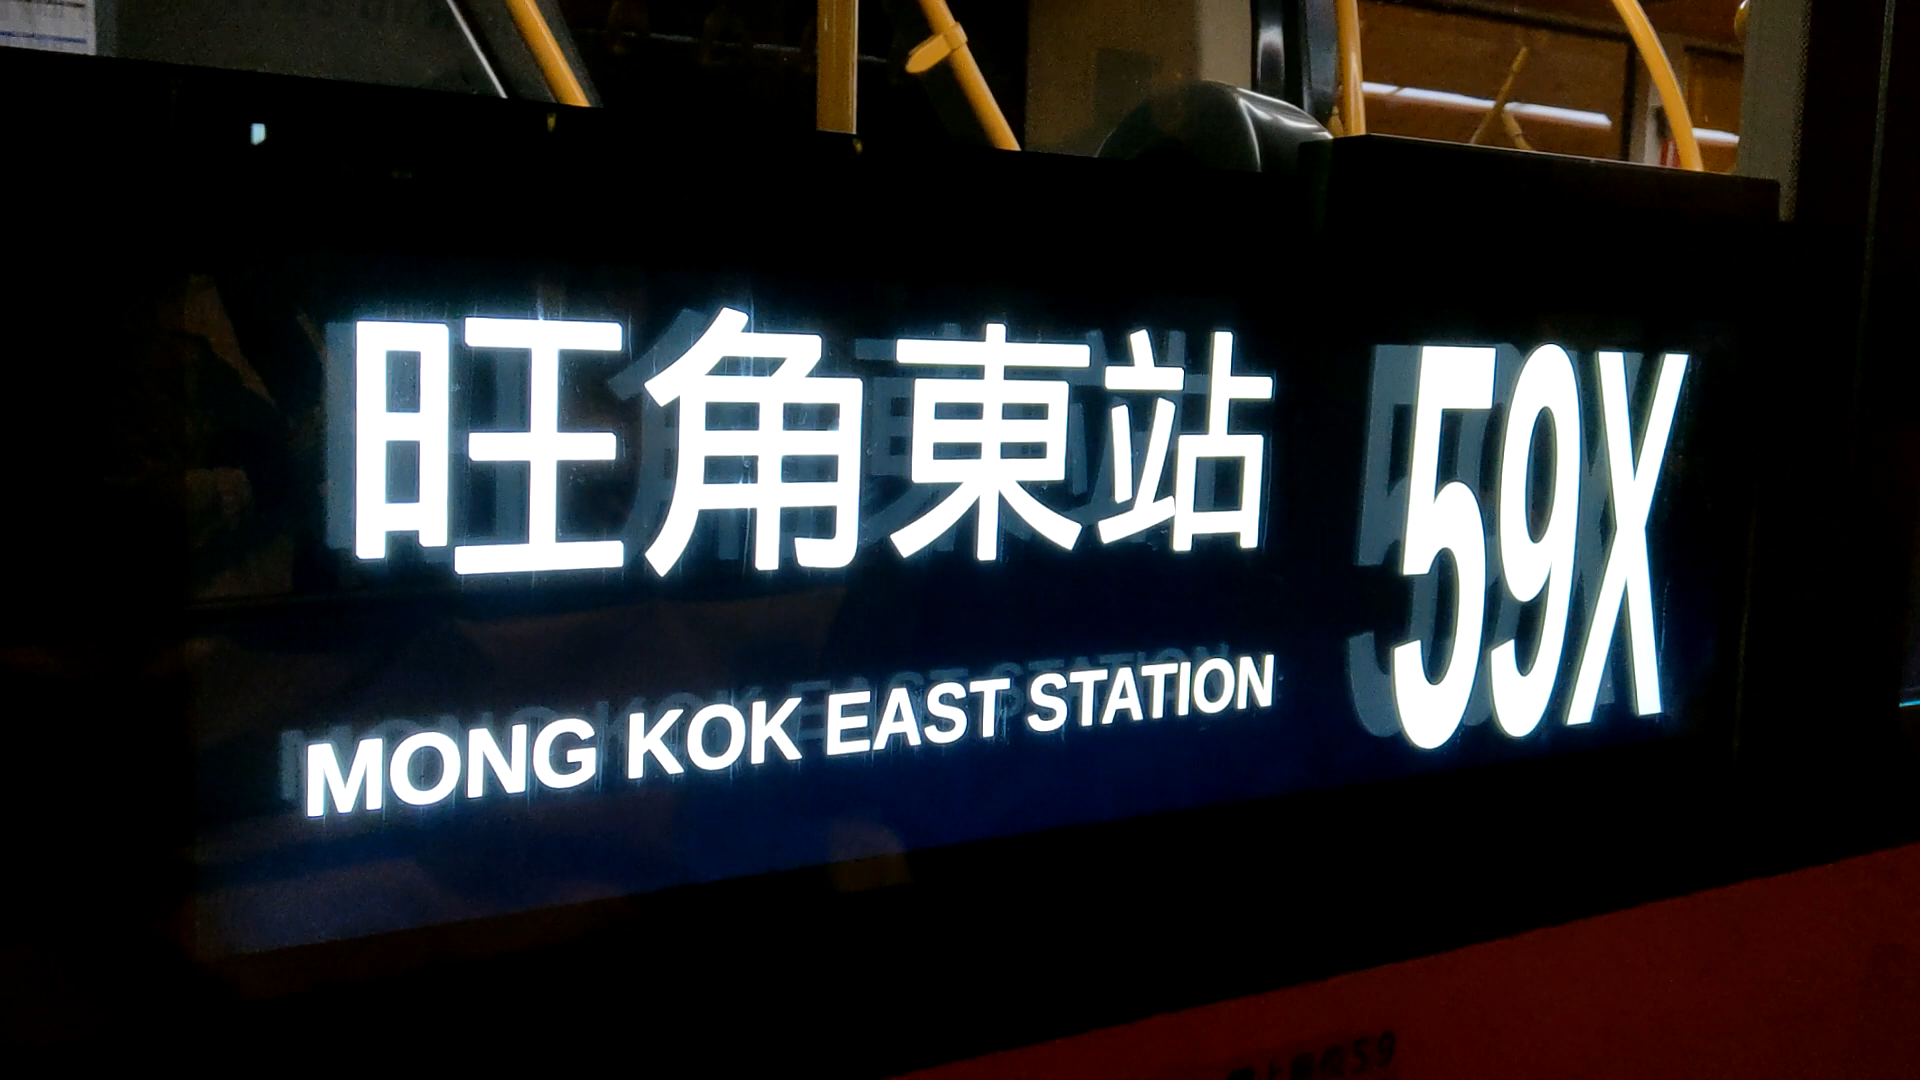 旺角東站
MONG KOK EAST STATION
59X